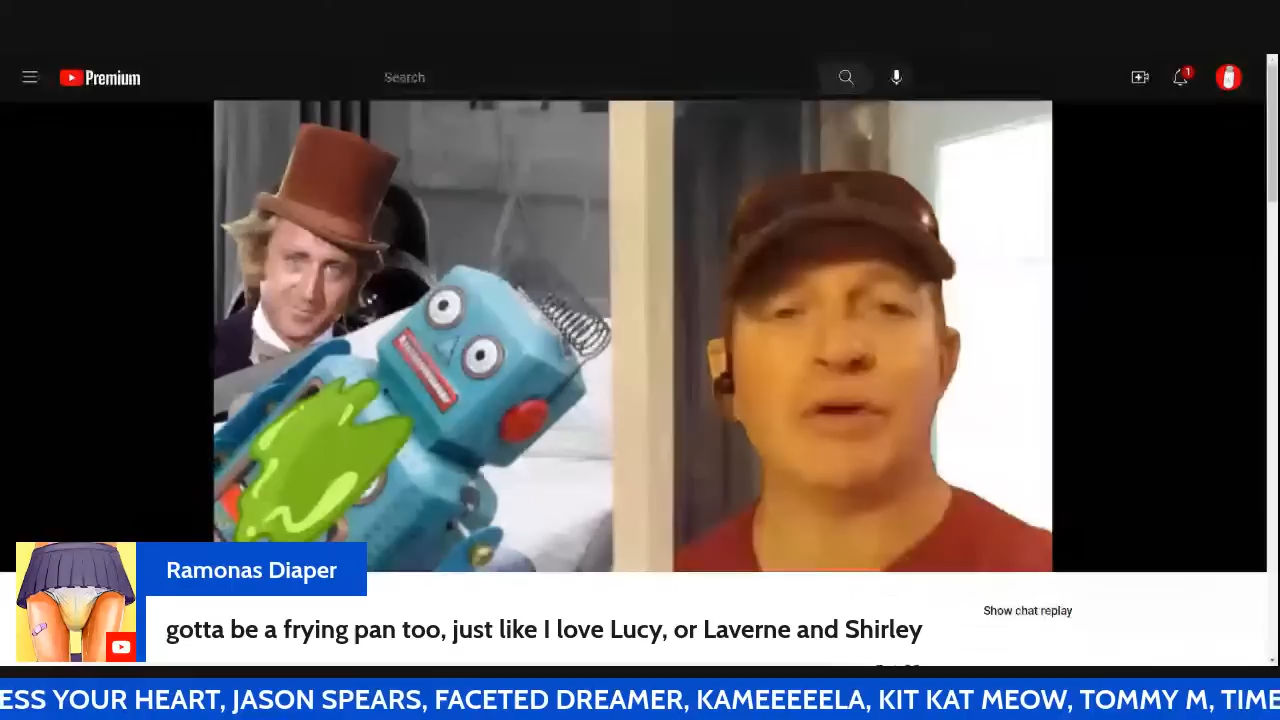 Premium
Search
1
Ramonas Diaper
gotta be a frying pan too, just like I love Lucy, or Laverne and Shirley
Show chat replay
ESS YOUR HEART, JASON SPEARS, FACETED DREAMER, KAMEEEEELA, KIT KAT MEOW, TOMMY M, TIME